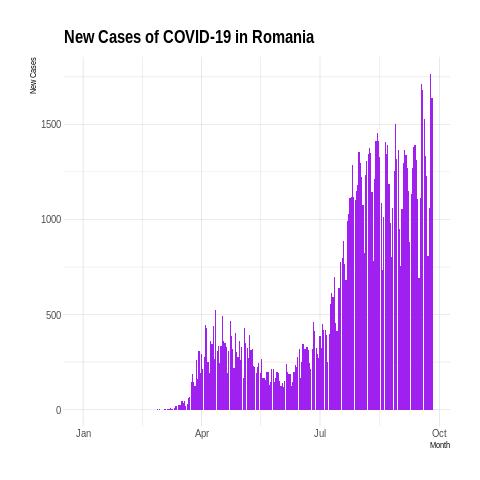 New Cases of COVID-19 in Romania
New Cases
1500
1000
500
0
Jan Apr Jul Oct
Month